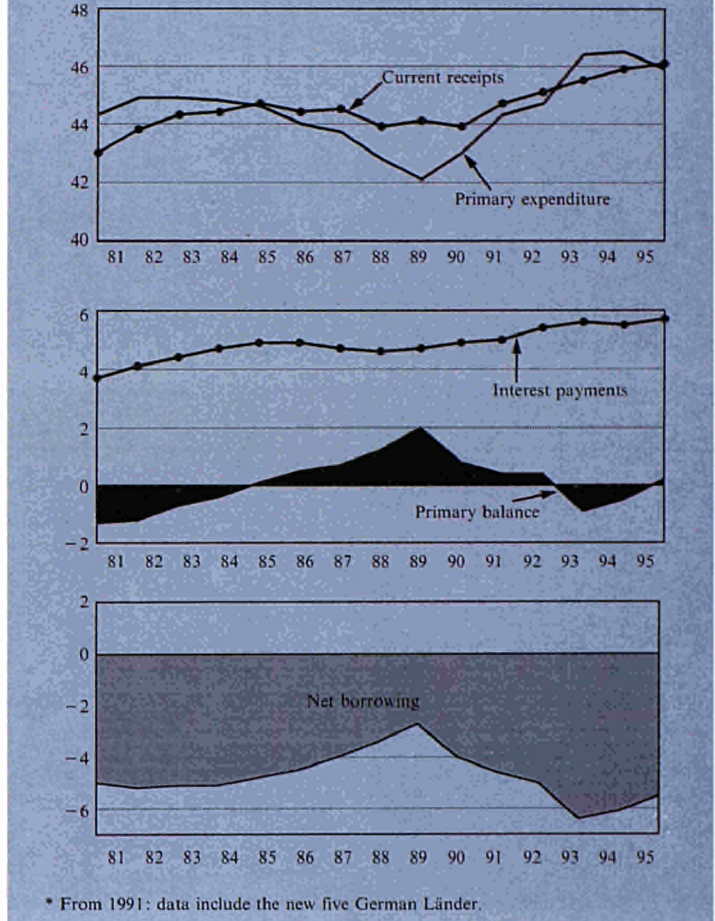 48
46
Current receipts
44
42
Primary expenditure
40
81 82 83 84 85 86 87 88 89 90 91 92 93 94 95
6
4
Interest payments
2
0
Primary balance
−2
81 82 83 84 85 86 87 88 89 90 91 92 93 94 95
2
0
Net borrowing
−2
−4
−6
81 82 83 84 85 86 87 88 89 90 91 92 93 94 95
* From 1991: data include the new five German Länder.